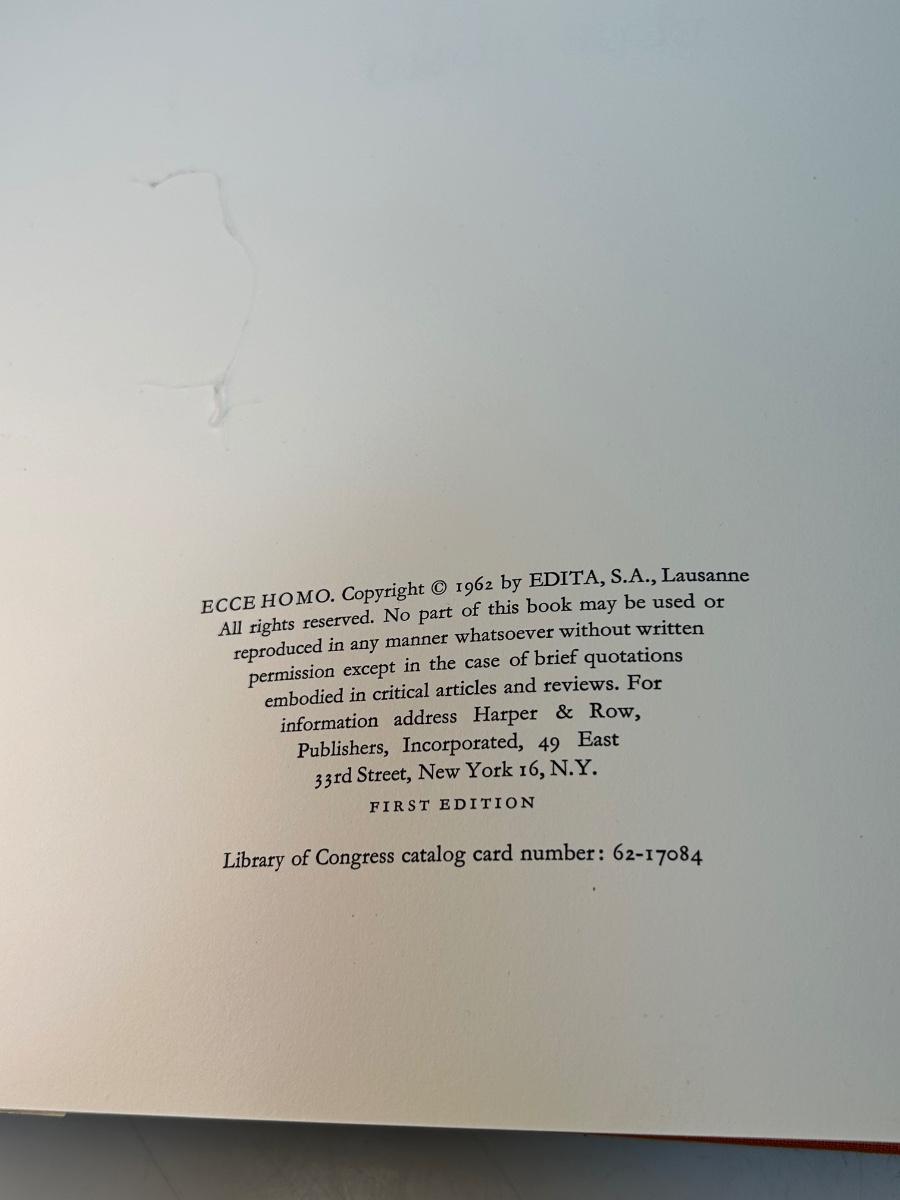 ECCE HOMO. Copyright © 1962 by EDITA, S.A., Lausanne
All rights reserved. No part of this book may be used or
reproduced in any manner whatsoever without written
permission except in the case of brief quotations
embodied in critical articles and reviews. For
information address Harper & Row,
Publishers, Incorporated, 49 East
33rd Street, New York 16, N.Y.
FIRST EDITION
Library of Congress catalog card number: 62-17084